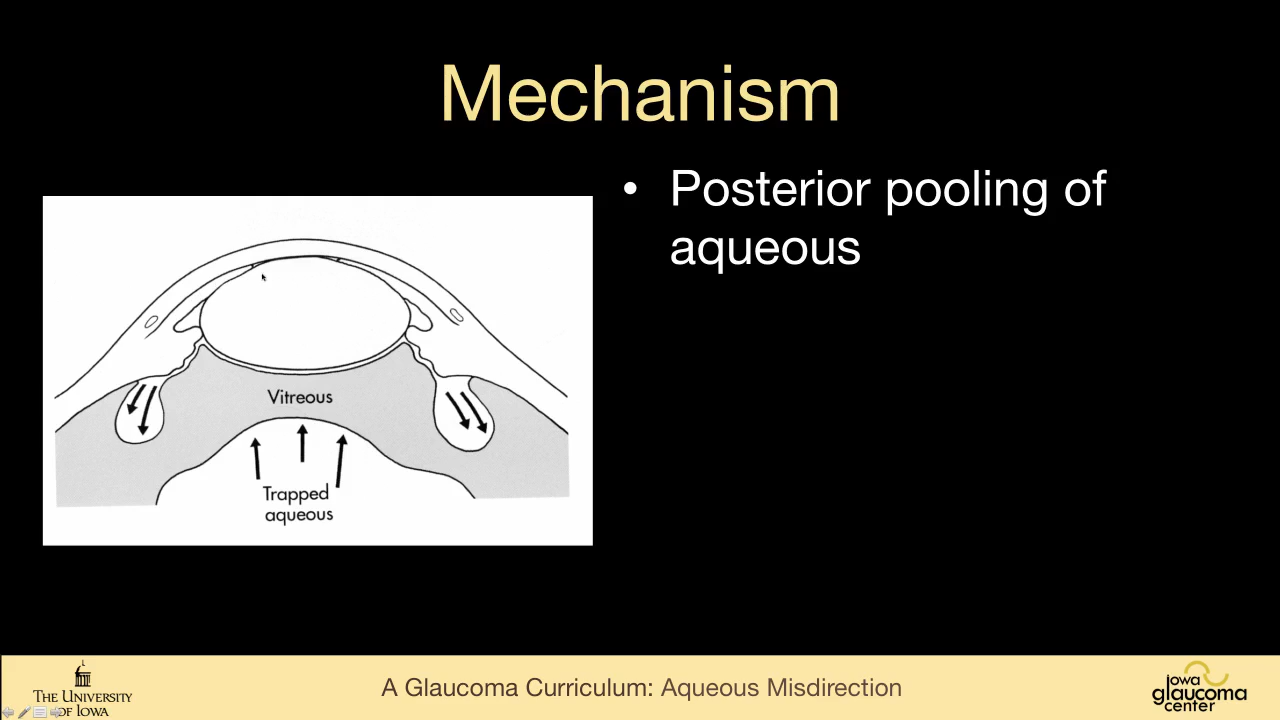 Mechanism
• Posterior pooling of
aqueous
Vitreous
Trapped
aqueous
THE UNIVERSITY
OF IOWA
A Glaucoma Curriculum: Aqueous Misdirection
iowa
glaucoma
center